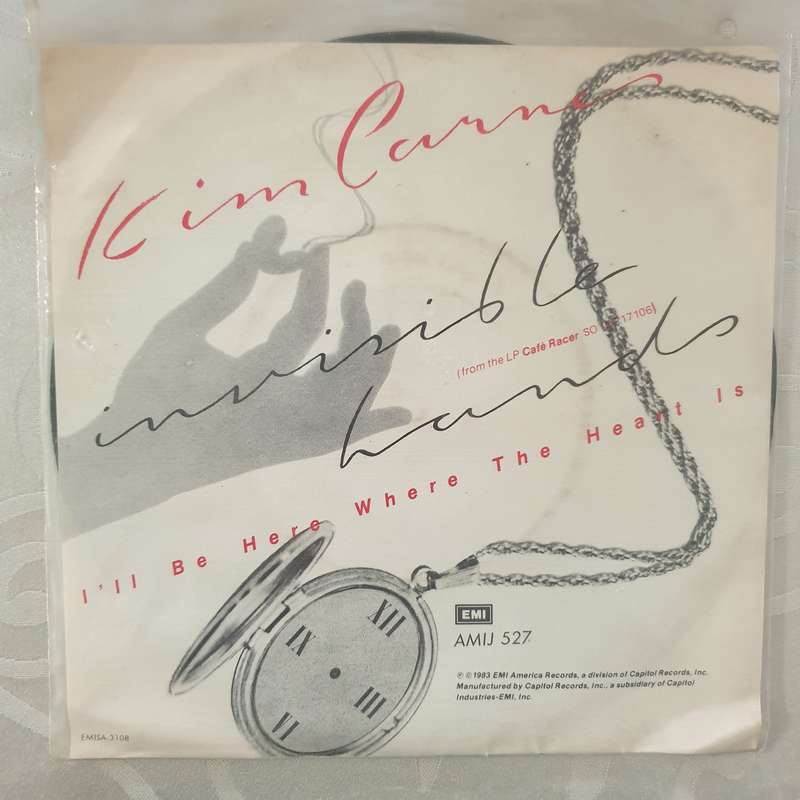 Kim Carnes
invisible
(from the LP Café Racer SO 17106)
hands
I'll Be Here Where The Heart Is
XII
IX
III
VI
EMI
AMIJ 527
℗ © 1983 EMI America Records, a division of Capitol Records, Inc.
Manufactured by Capitol Records, Inc., a subsidiary of Capitol
Industries-EMI, Inc.
EMISA-3108